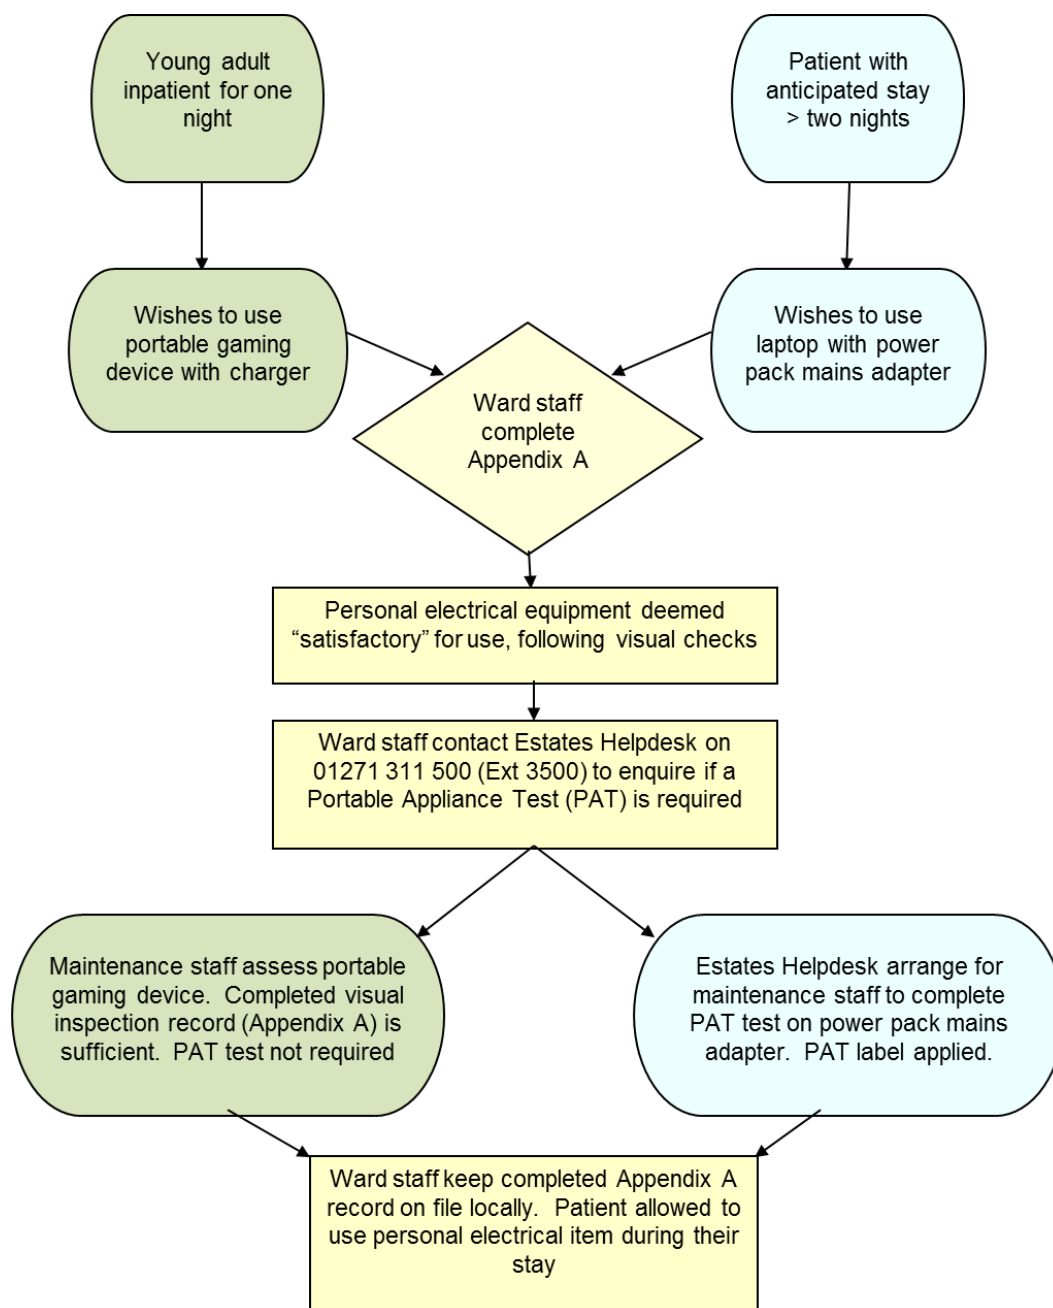 Young adult
inpatient for one
night
Patient with
anticipated stay
> two nights
Wishes to use
portable gaming
device with charger
Wishes to use
laptop with power
pack mains adapter
Ward staff
complete
Appendix A
Personal electrical equipment deemed
“satisfactory” for use, following visual checks
Ward staff contact Estates Helpdesk on
01271 311 500 (Ext 3500) to enquire if a
Portable Appliance Test (PAT) is required
Maintenance staff assess portable
gaming device. Completed visual
inspection record (Appendix A) is
sufficient. PAT test not required
Estates Helpdesk arrange for
maintenance staff to complete
PAT test on power pack mains
adapter. PAT label applied.
Ward staff keep completed Appendix A
record on file locally. Patient allowed to
use personal electrical item during their
stay